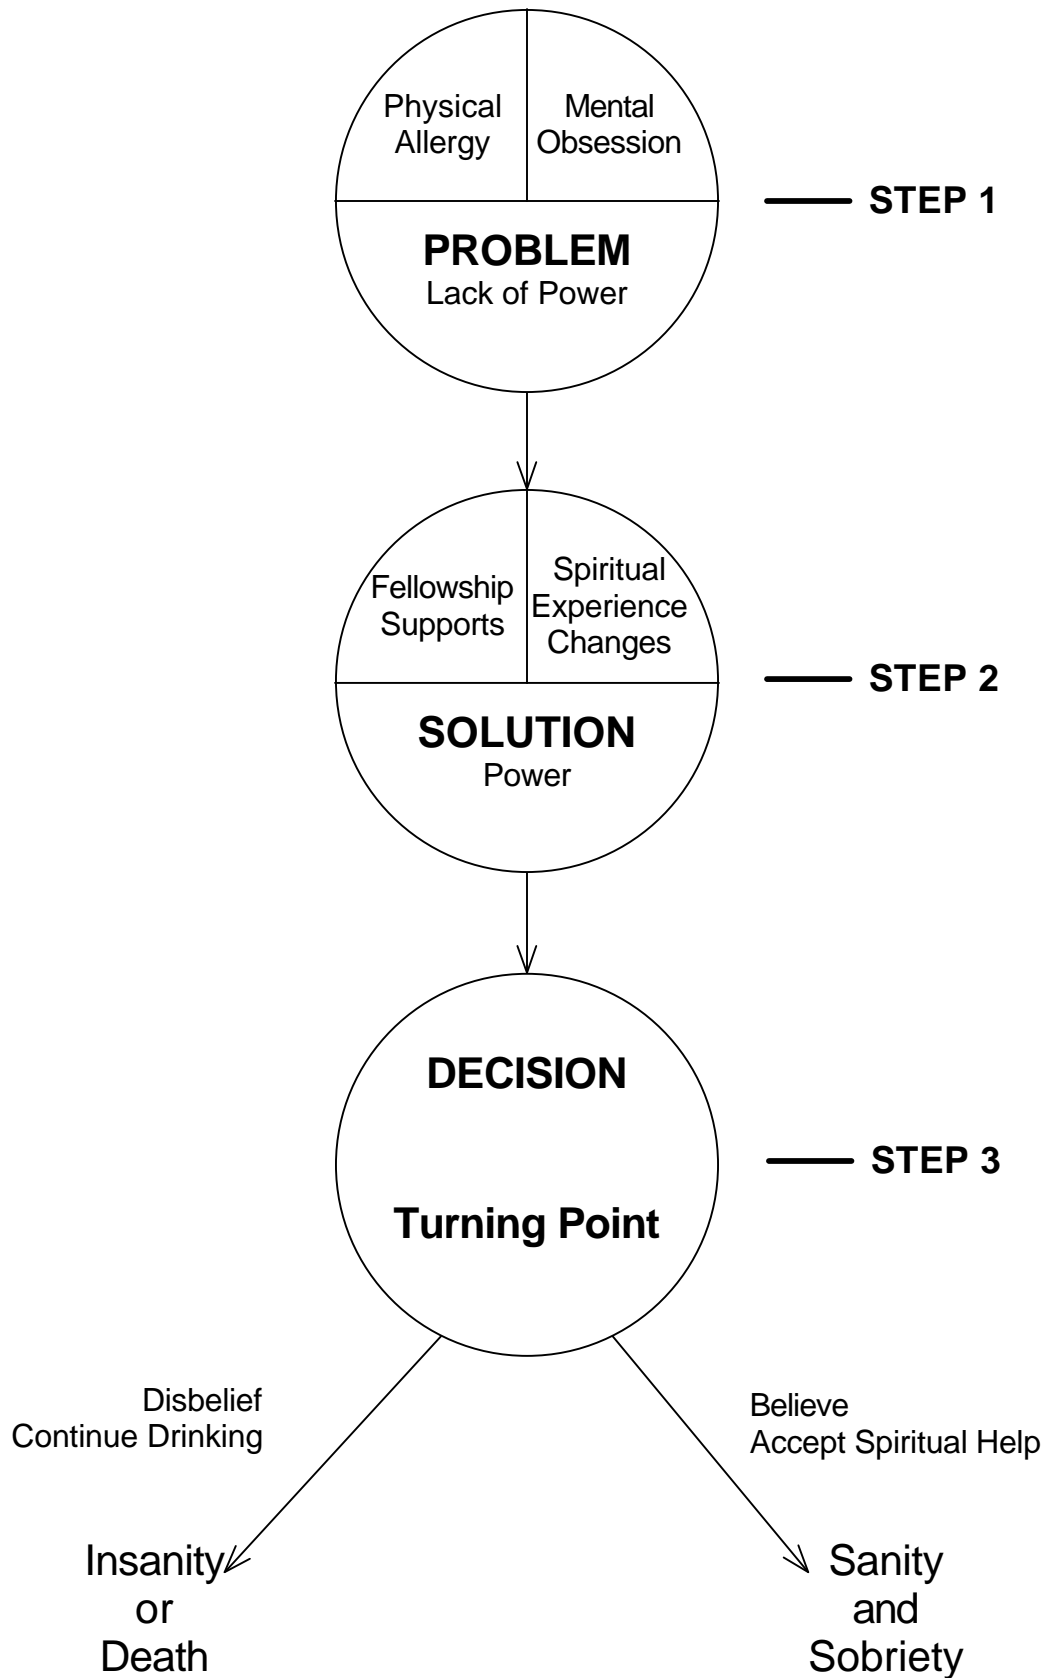 Physical
Allergy
Mental
Obsession
STEP 1
PROBLEM
Lack of Power
Fellowship
Supports
Spiritual
Experience
Changes
STEP 2
SOLUTION
Power
DECISION
STEP 3
Turning Point
Disbelief
Continue Drinking
Believe
Accept Spiritual Help
Insanity
or
Death
Sanity
and
Sobriety